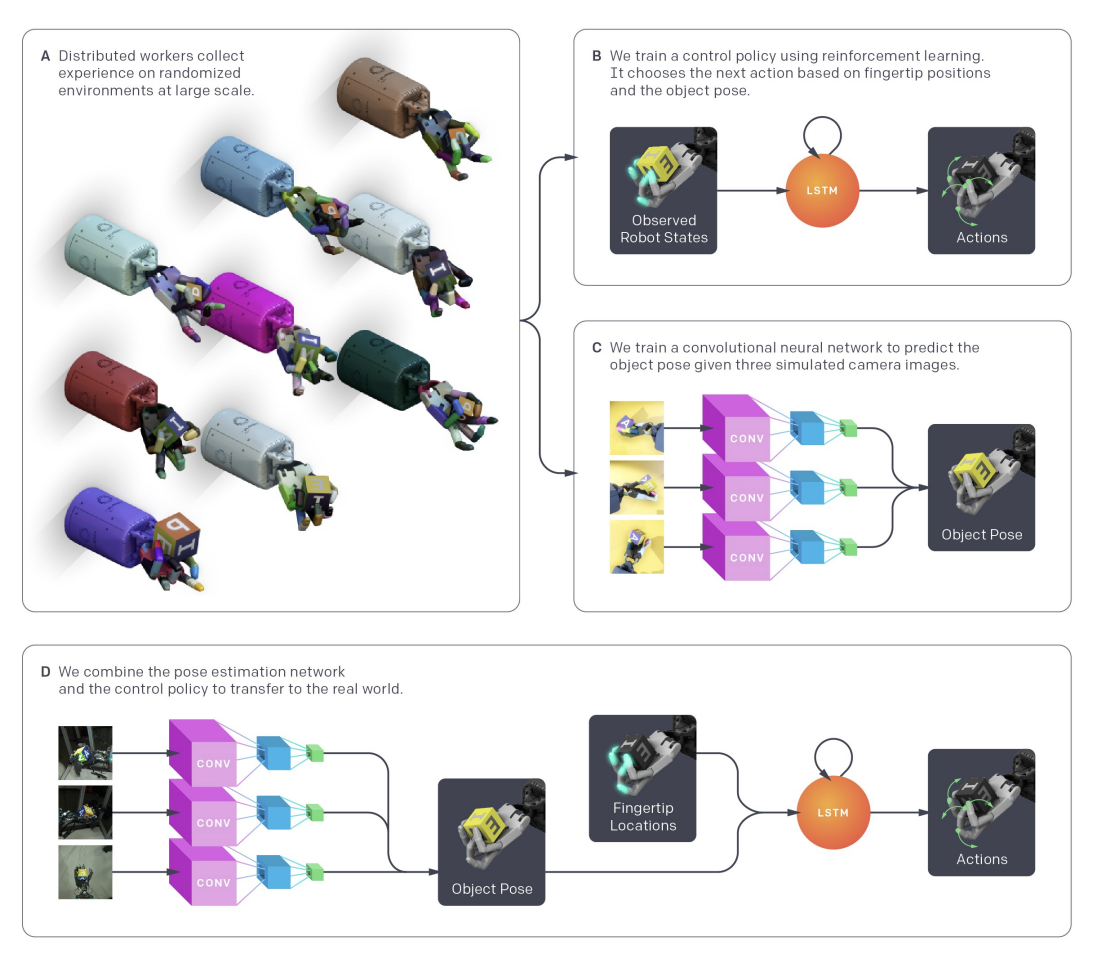 A Distributed workers collect
experience on randomized
environments at large scale.
B We train a control policy using reinforcement learning.
It chooses the next action based on fingertip positions
and the object pose.
Observed
Robot States
LSTM
Actions
C We train a convolutional neural network to predict the
object pose given three simulated camera images.
CONV
CONV
CONV
Object Pose
D We combine the pose estimation network
and the control policy to transfer to the real world.
CONV
CONV
CONV
Object Pose
Fingertip
Locations
LSTM
Actions